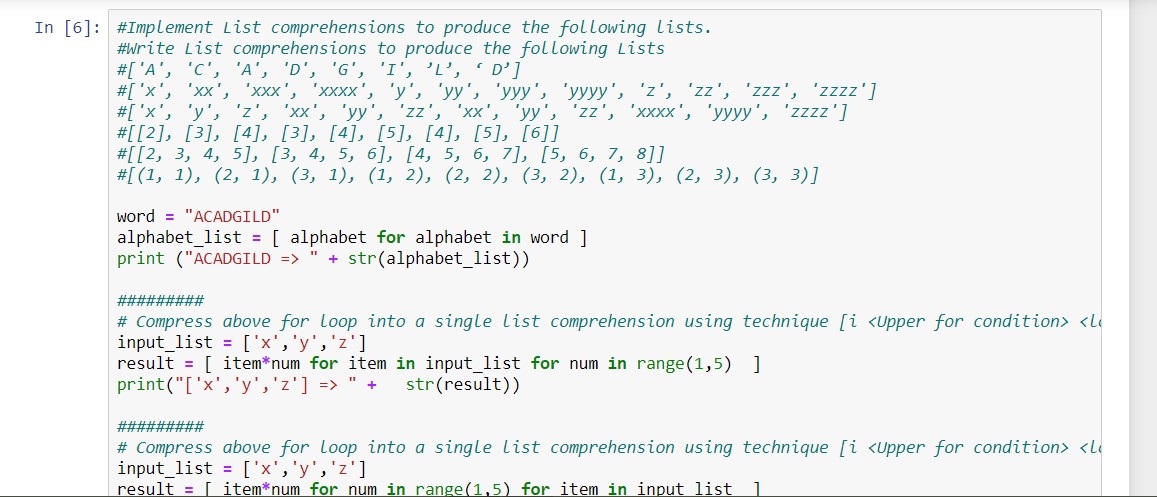 In [6]: #Implement List comprehensions to produce the following lists.
#Write List comprehensions to produce the following Lists
#['A', 'C', 'A', 'D', 'G', 'I', ’L’, ‘ D’]
#['x', 'xx', 'xxx', 'xxxx', 'y', 'yy', 'yyy', 'yyyy', 'z', 'zz', 'zzz', 'zzzz']
#['x', 'y', 'z', 'xx', 'yy', 'zz', 'xx', 'yy', 'zz', 'xxxx', 'yyyy', 'zzzz']
#[[2], [3], [4], [3], [4], [5], [4], [5], [6]]
#[[2, 3, 4, 5], [3, 4, 5, 6], [4, 5, 6, 7], [5, 6, 7, 8]]
#[(1, 1), (2, 1), (3, 1), (1, 2), (2, 2), (3, 2), (1, 3), (2, 3), (3, 3)]
word = "ACADGILD"
alphabet_list = [ alphabet for alphabet in word ]
print ("ACADGILD => " + str(alphabet_list))
#########
# Compress above for loop into a single list comprehension using technique [i <Upper for condition>
input_list = ['x','y','z']
result = [ item*num for item in input_list for num in range(1,5)  ]
print("['x','y','z'] => " +   str(result))
#########
# Compress above for loop into a single list comprehension using technique [i <Upper for condition>
input_list = ['x','y','z']
result = [ item*num for num in range(1,5) for item in input_list  ]